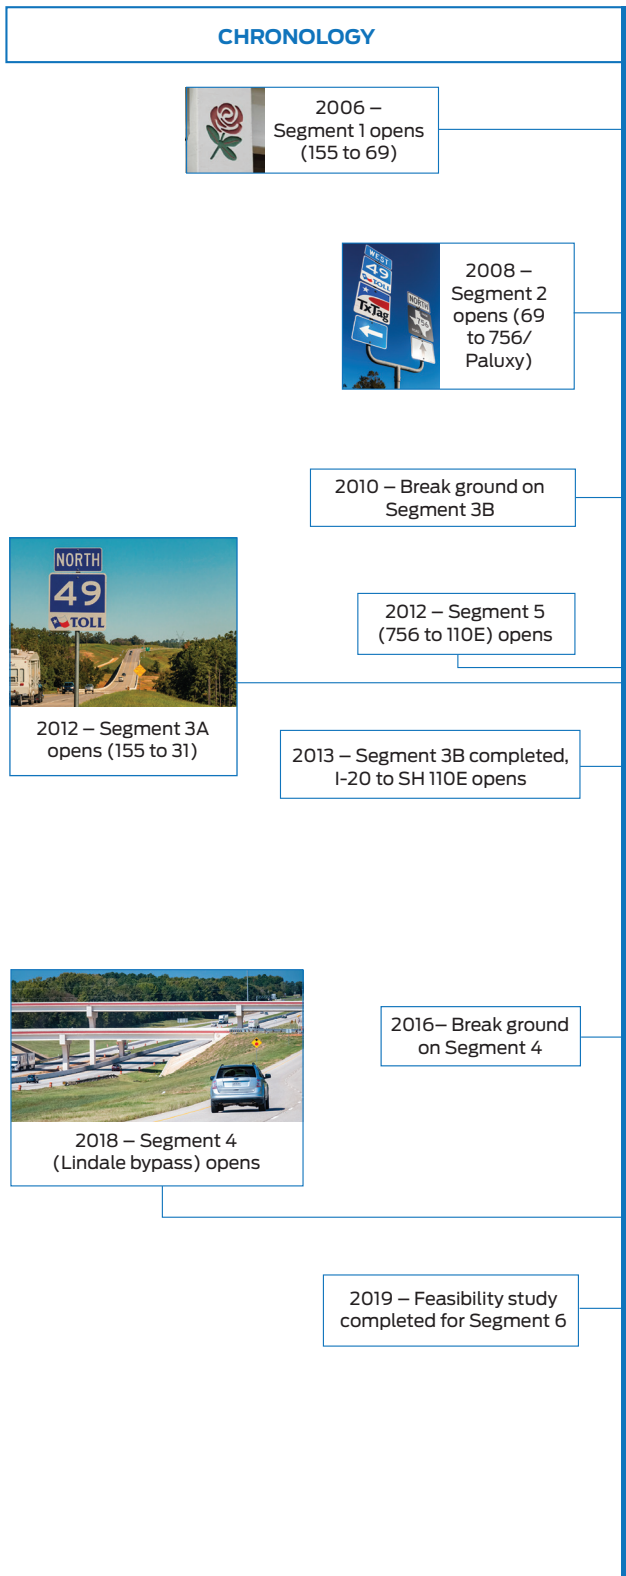 CHRONOLOGY
2006 –
Segment 1 opens
(155 to 69)
WEST
49
TOLL
TxTag
NORTH
756
2008 –
Segment 2
opens (69
to 756/
Paluxy)
2010 – Break ground on
Segment 3B
NORTH
49
TOLL
2012 – Segment 5
(756 to 110E) opens
2012 – Segment 3A
opens (155 to 31)
2013 – Segment 3B completed,
I-20 to SH 110E opens
2016– Break ground
on Segment 4
2018 – Segment 4
(Lindale bypass) opens
2019 – Feasibility study
completed for Segment 6